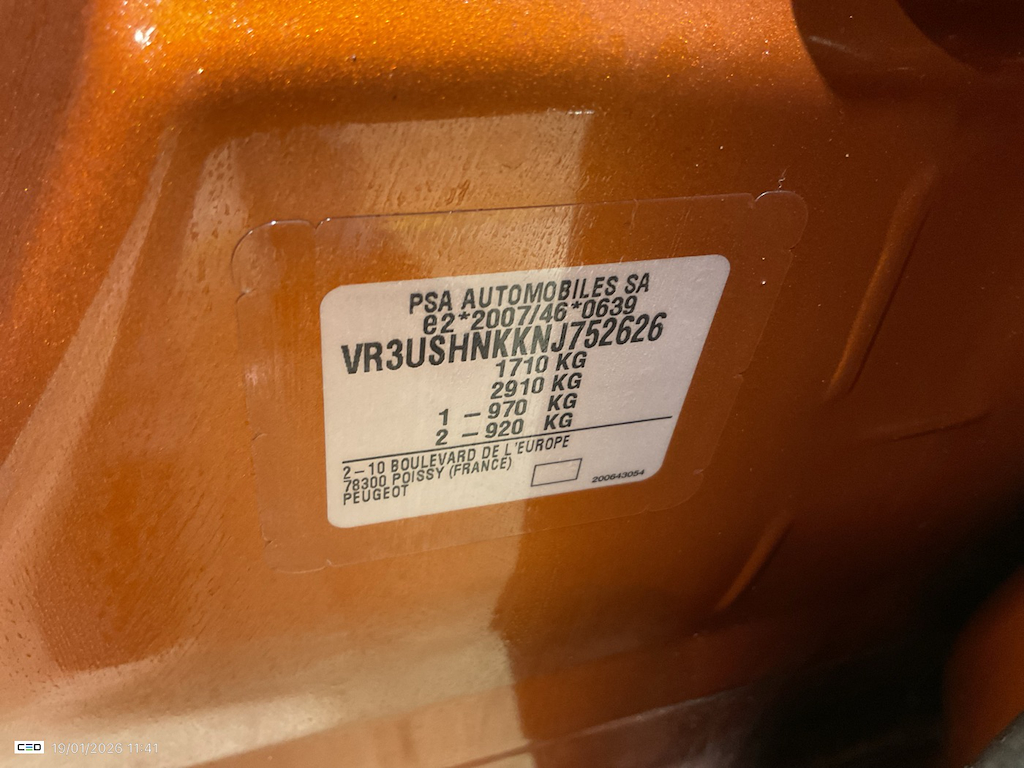 PSA AUTOMOBILES SA
e2*2007/46*0639
VR3USHNKKNJ752626
1710 KG
2910 KG
1 – 970 KG
2 – 920 KG
2–10 BOULEVARD DE L'EUROPE
78300 POISSY (FRANCE)
PEUGEOT
200643054
CEO 19/01/2026 11:41